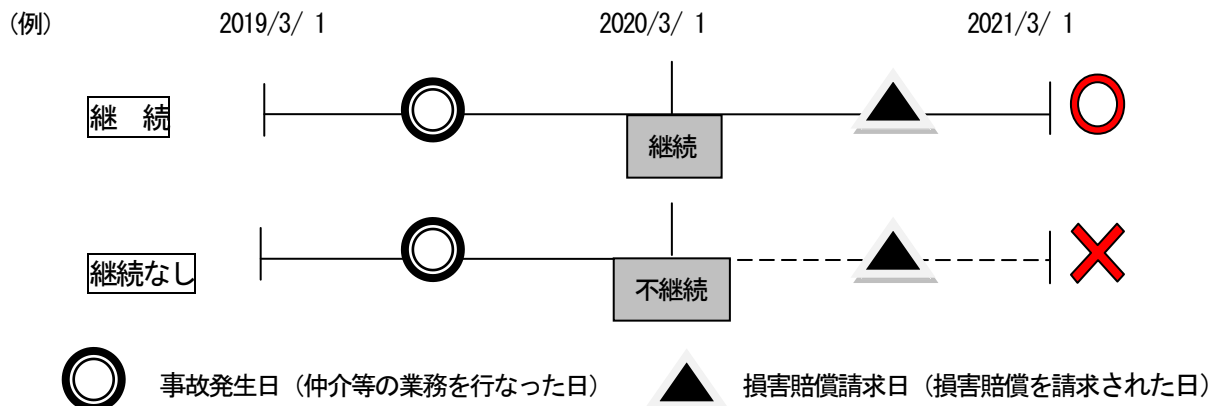 (例) 2019/3/ 1 2020/3/ 1 2021/3/ 1
継 続
継続
継続なし
不継続
事故発生日（仲介等の業務を行なった日） 損害賠償請求日（損害賠償を請求された日）